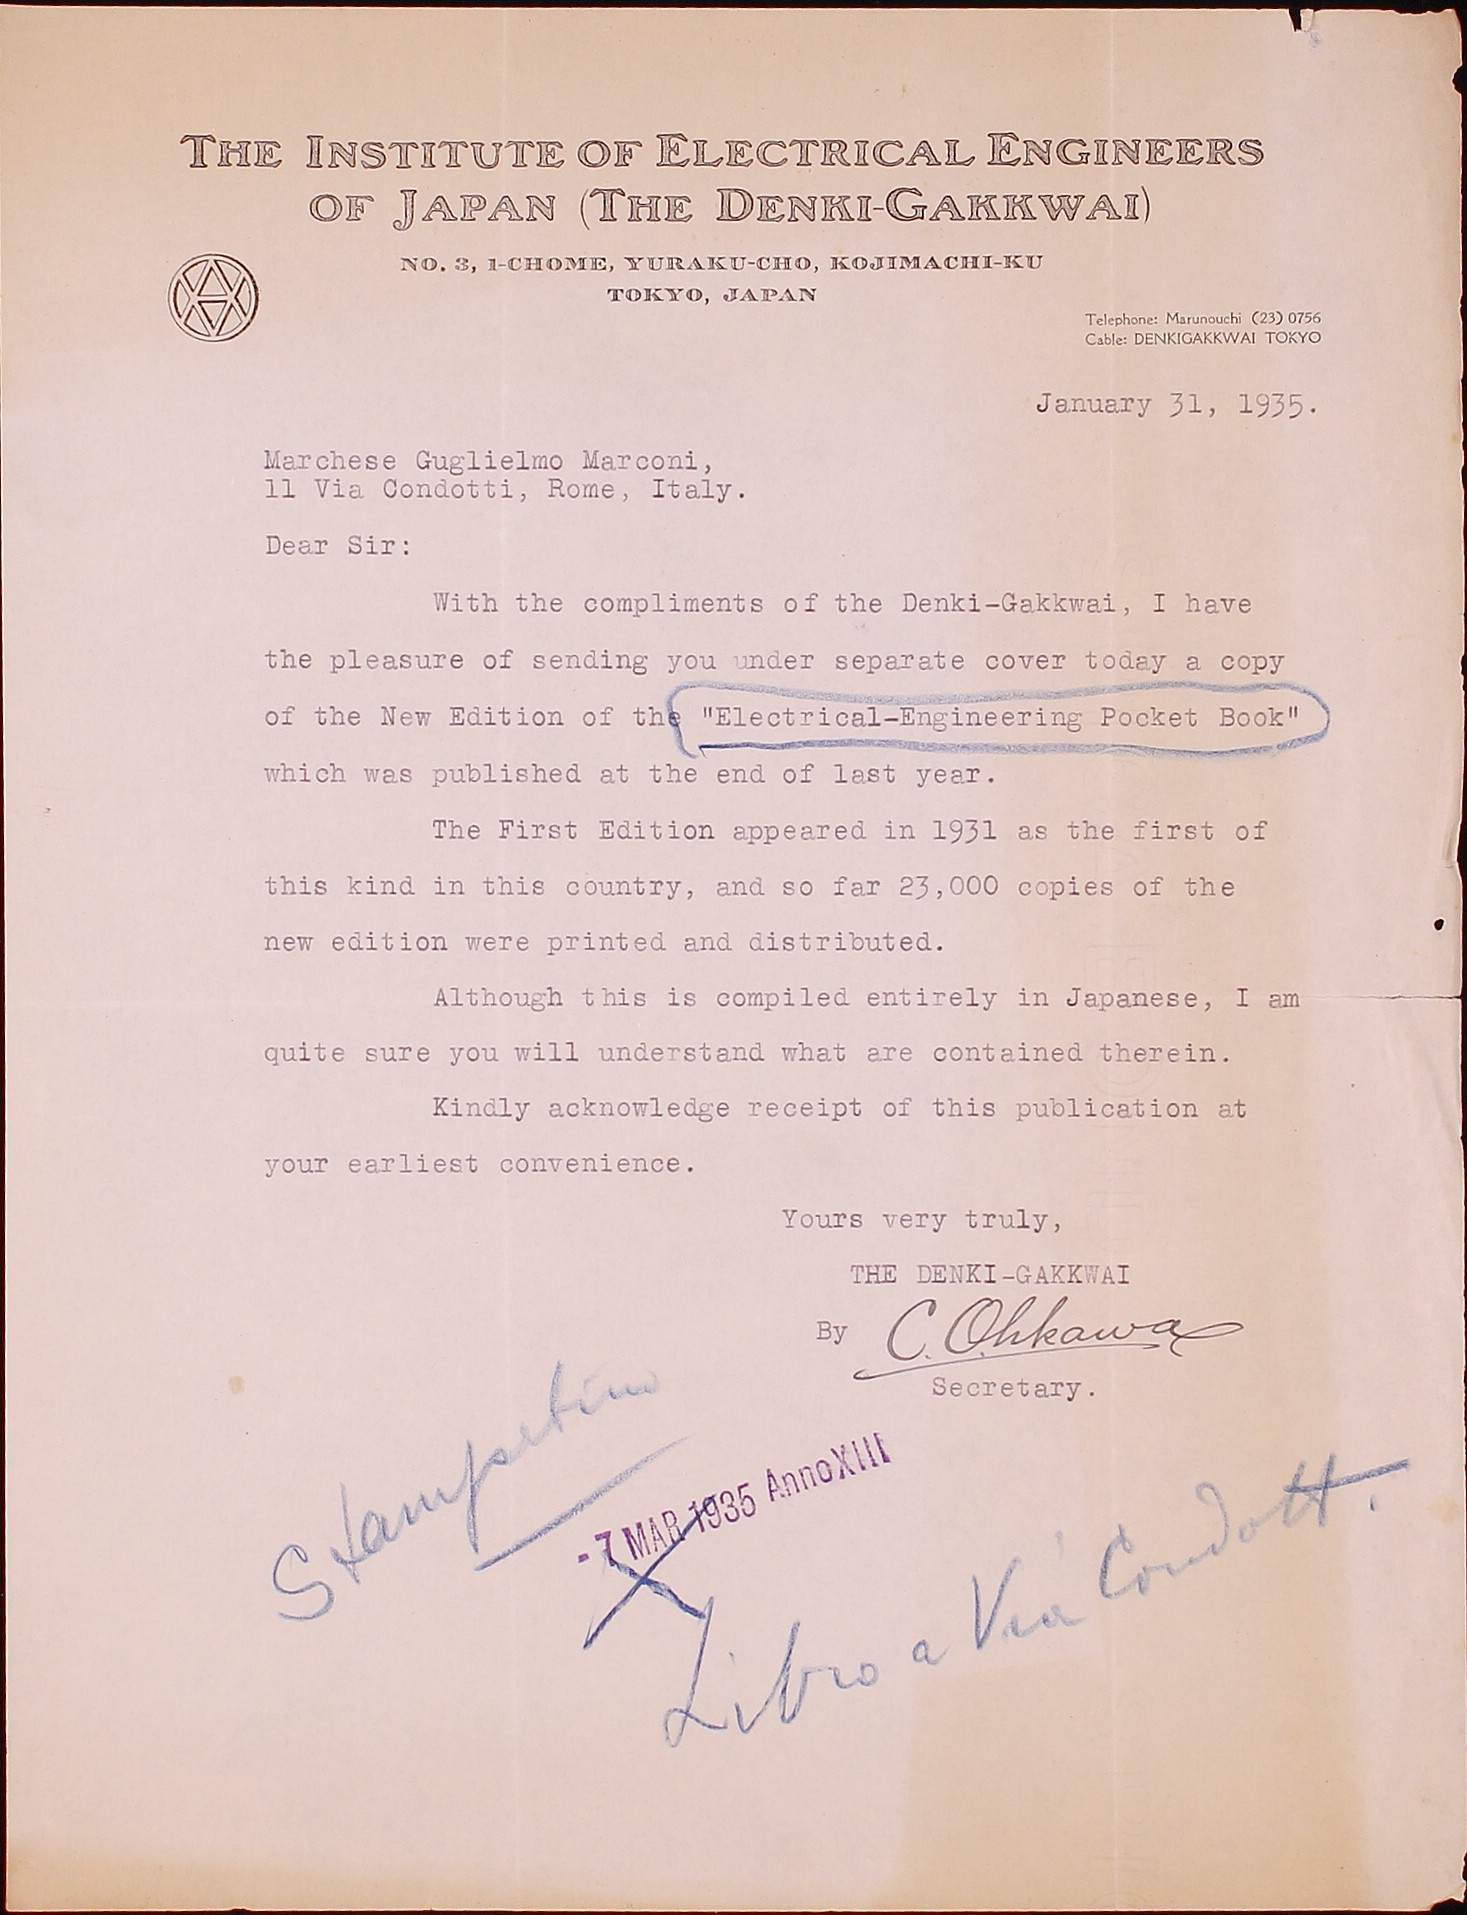 THE INSTITUTE OF ELECTRICAL ENGINEERS
OF JAPAN (THE DENKI-GAKKWAI)
NO. 3, 1-CHOME, YURAKU-CHO, KOJIMACHI-KU
TOKYO, JAPAN
Telephone: Marunouchi (23) 0756
Cable: DENKIGAKKWAI TOKYO
January 31, 1935.
Marchese Guglielmo Marconi,
11 Via Condotti, Rome, Italy.
Dear Sir:
With the compliments of the Denki-Gakkwai, I have
the pleasure of sending you under separate cover today a copy
of the New Edition of the "Electrical-Engineering Pocket Book"
which was published at the end of last year.
The First Edition appeared in 1931 as the first of
this kind in this country, and so far 23,000 copies of the
new edition were printed and distributed.
Although this is compiled entirely in Japanese, I am
quite sure you will understand what are contained therein.
Kindly acknowledge receipt of this publication at
your earliest convenience.
Yours very truly,
THE DENKI-GAKKWAI
By C. Ohkawa
Secretary.
Stampatino
-7 MAR 1935 Anno XIII
Libro a Via Condotti.